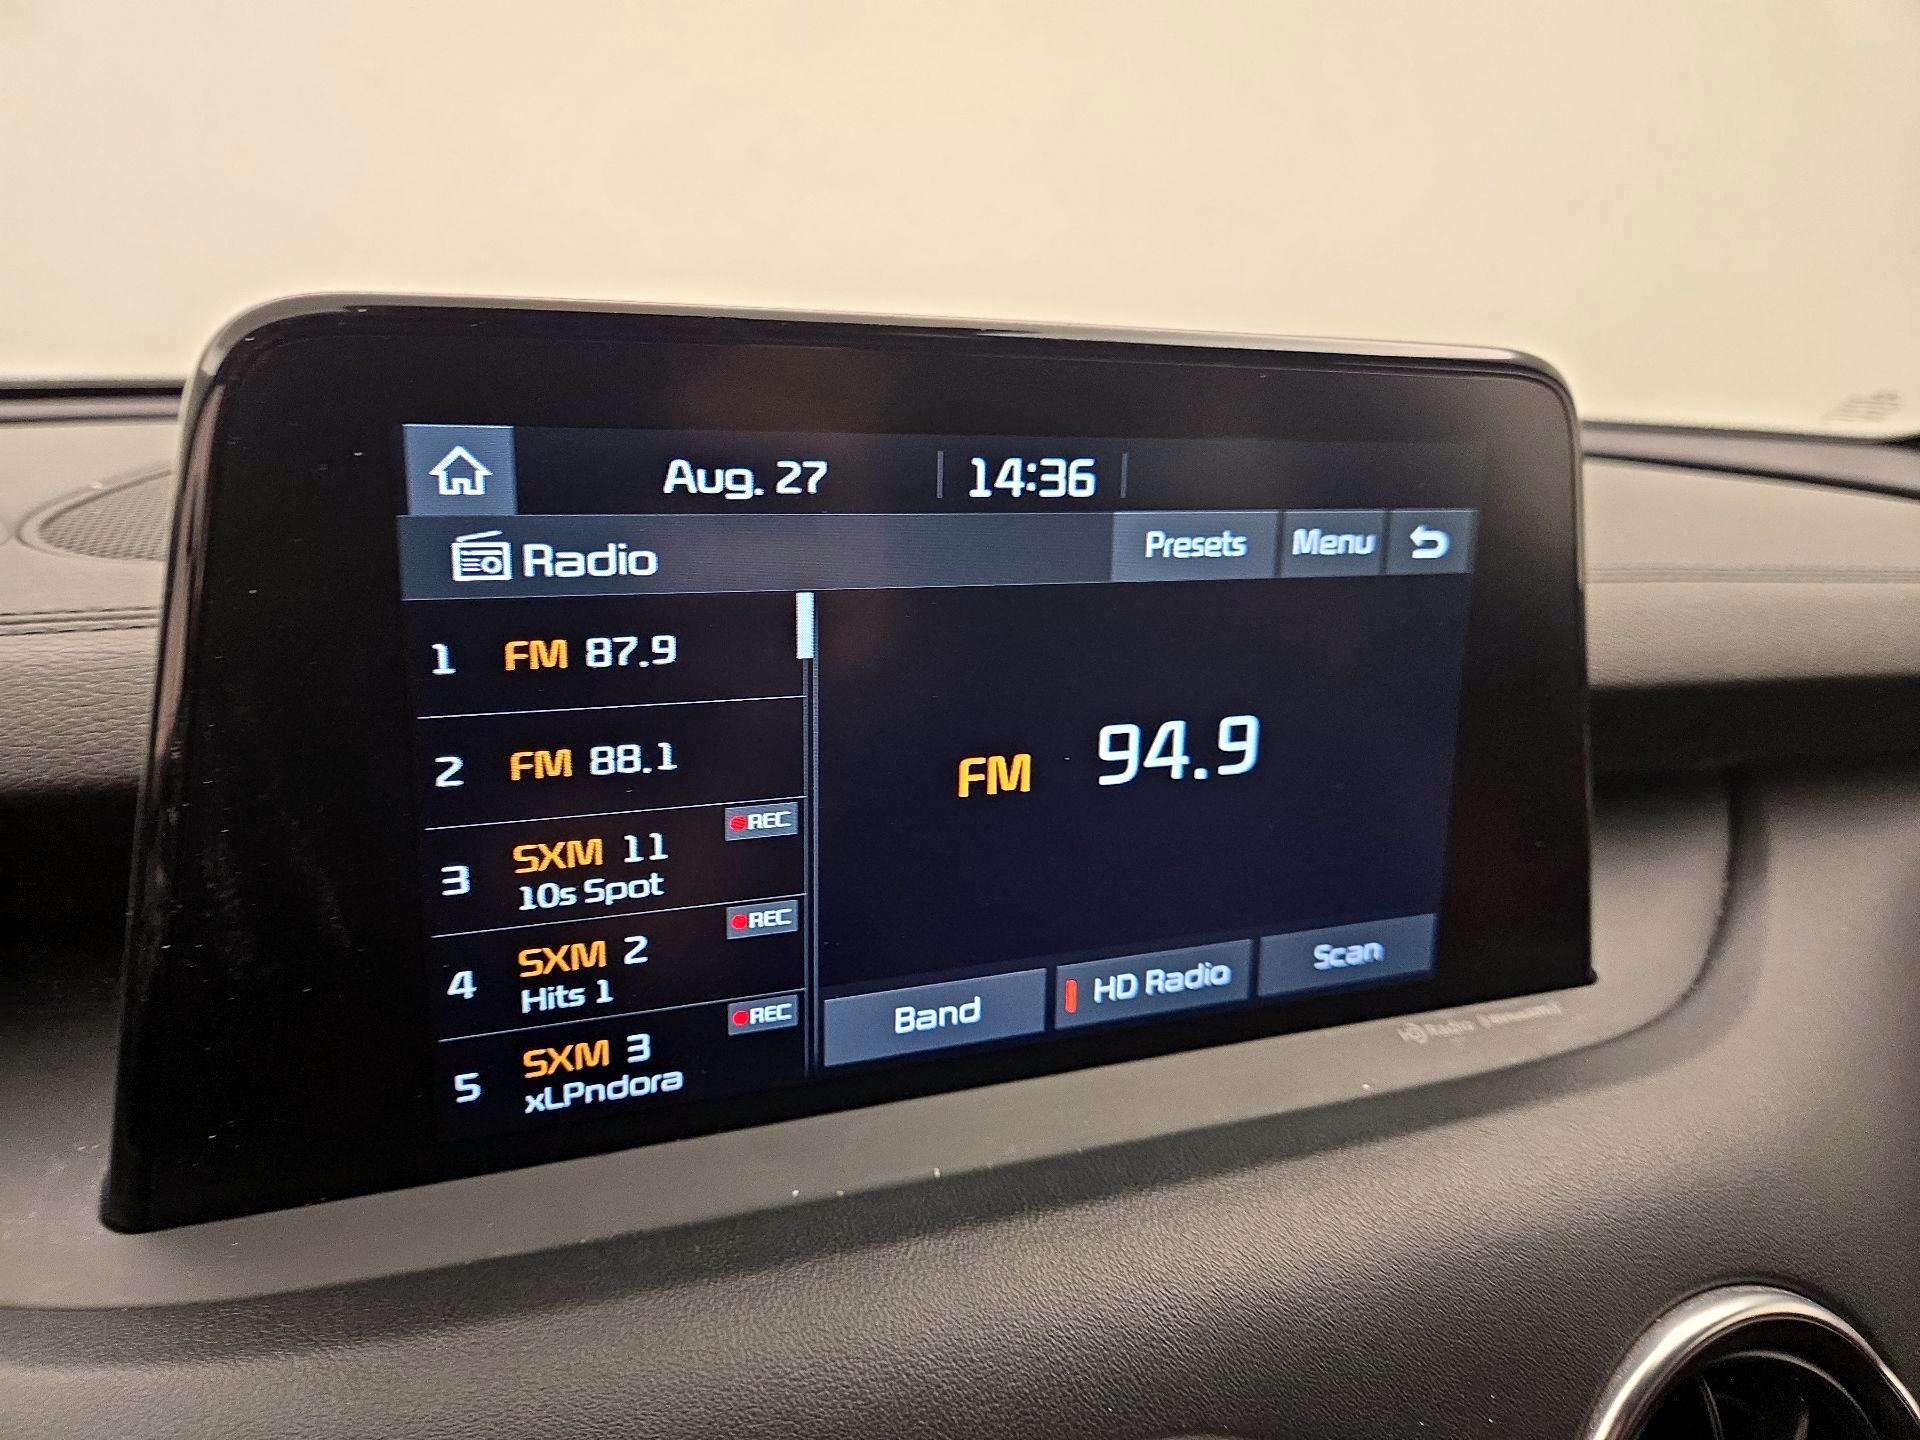 Aug. 27 14:36
Radio Presets Menu
1 FM 87.9
2 FM 88.1
REC
3 SXM 11
10s Spot
REC
4 SXM 2
Hits 1
REC
5 SXM 3
xLPndora
FM 94.9
Band HD Radio Scan
HD Radio